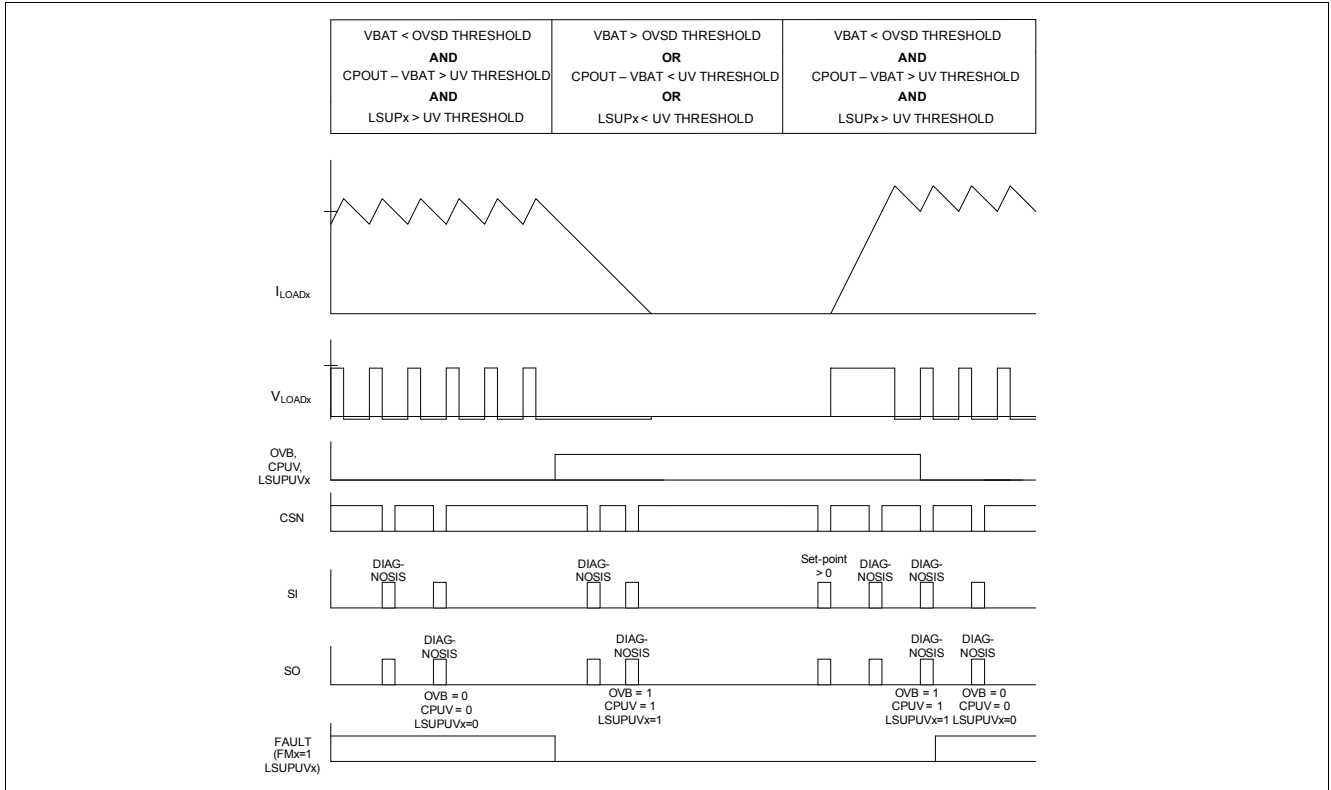 VBAT < OVSD THRESHOLD
AND
CPOUT – VBAT > UV THRESHOLD
AND
LSUPx > UV THRESHOLD
VBAT > OVSD THRESHOLD
OR
CPOUT – VBAT < UV THRESHOLD
OR
LSUPx < UV THRESHOLD
VBAT < OVSD THRESHOLD
AND
CPOUT – VBAT > UV THRESHOLD
AND
LSUPx > UV THRESHOLD
ILOADx
VLOADx
OVB,
CPUV,
LSUPUVx
CSN
SI
DIAG-
NOSIS
DIAG-
NOSIS
Set-point
> 0
DIAG-
NOSIS
DIAG-
NOSIS
SO
DIAG-
NOSIS
OVB = 0
CPUV = 0
LSUPUVx=0
DIAG-
NOSIS
OVB = 1
CPUV = 1
LSUPUVx=1
DIAG-
NOSIS
OVB = 1
CPUV = 1
LSUPUVx=1
DIAG-
NOSIS
OVB = 0
CPUV = 0
LSUPUVx=0
FAULT
(FMx=1
LSUPUVx)